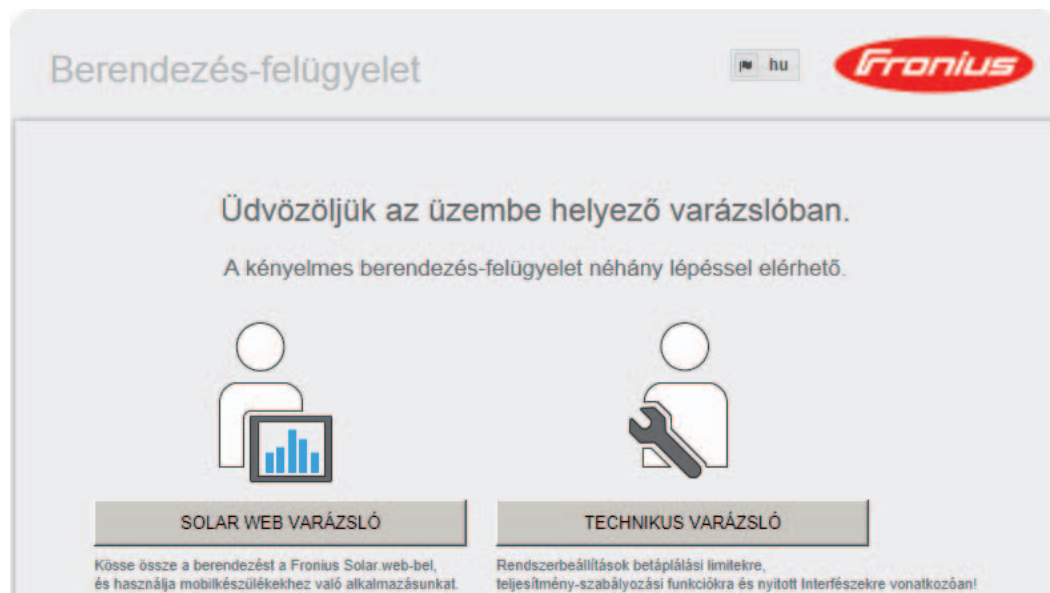 Berendezés-felügyelet
hu
Fronius
Üdvözöljük az üzembe helyező varázslóban.
A kényelmes berendezés-felügyelet néhány lépéssel elérhető.
SOLAR WEB VARÁZSLÓ
TECHNIKUS VARÁZSLÓ
Kösse össze a berendezést a Fronius Solar.web-bel,
és használja mobilkészülékekhez való alkalmazásunkat.
Rendszerbeállítások betáplálási limitekre,
teljesítmény-szabályozási funkciókra és nyitott Interfészekre vonatkozóan!